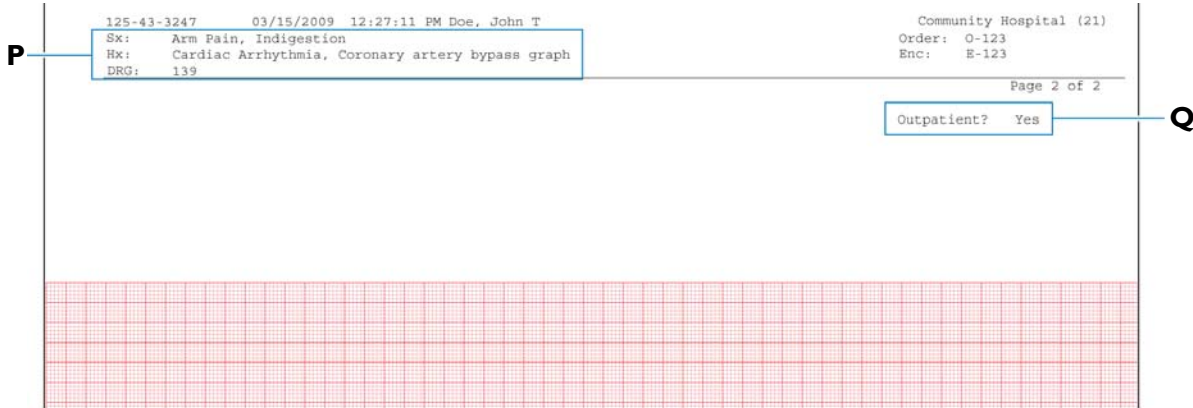 125-43-3247 03/15/2009 12:27:11 PM Doe, John T Community Hospital (21)
Sx: Arm Pain, Indigestion Order: O-123
P Hx: Cardiac Arrhythmia, Coronary artery bypass graph Enc: E-123
DRG: 139
Page 2 of 2
Outpatient? Yes Q